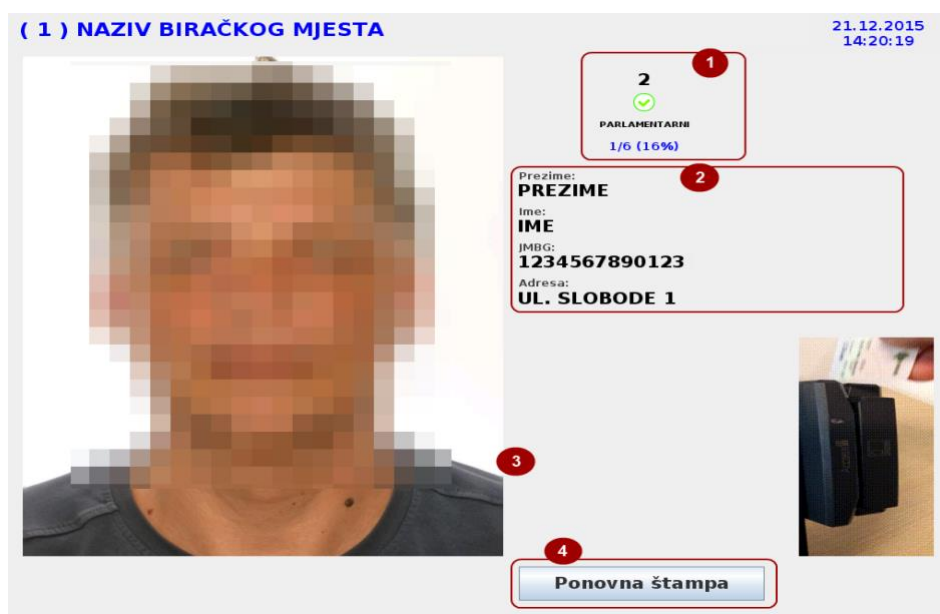 ( 1 ) NAZIV BIRAČKOG MJESTA
21.12.2015
14:20:19
1
2
PARLAMENTARNI
1/6 (16%)
2
Prezime:
PREZIME
Ime:
IME
JMBG:
1234567890123
Adresa:
UL. SLOBODE 1
3
4
Ponovna štampa